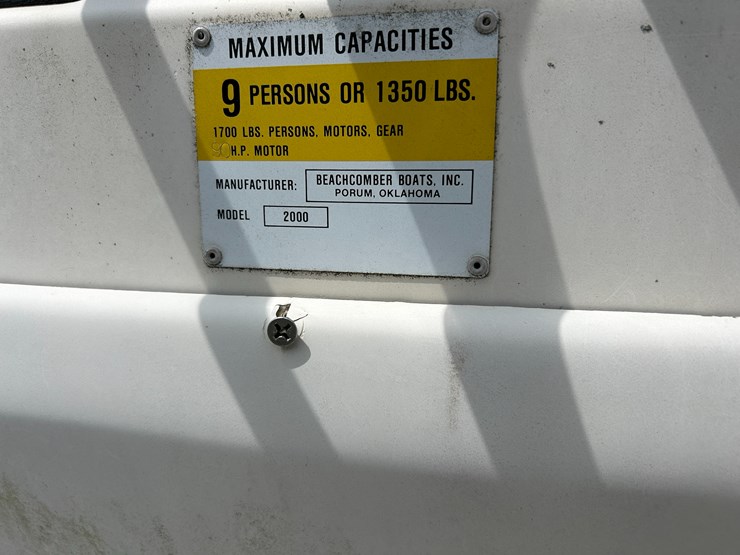 MAXIMUM CAPACITIES
9 PERSONS OR 1350 LBS.
1700 LBS. PERSONS, MOTORS, GEAR
H.P. MOTOR
MANUFACTURER: BEACHCOMBER BOATS, INC.
PORUM, OKLAHOMA
MODEL 2000